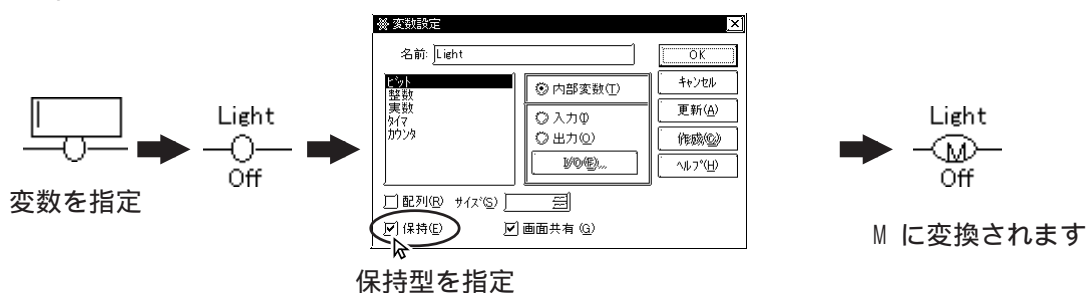 変数を指定
Light
Off
変数設定
名前: Light
OK
ビット
整数
実数
タイマ
カウンタ
内部変数(T)
入力(I)
出力(O)
I/O(E)...
キャンセル
更新(A)
作成(C)
ヘルプ(H)
配列(R) サイズ(S)
保持(E)
画面共有 (G)
保持型を指定
Light
M
Off
M に変換されます